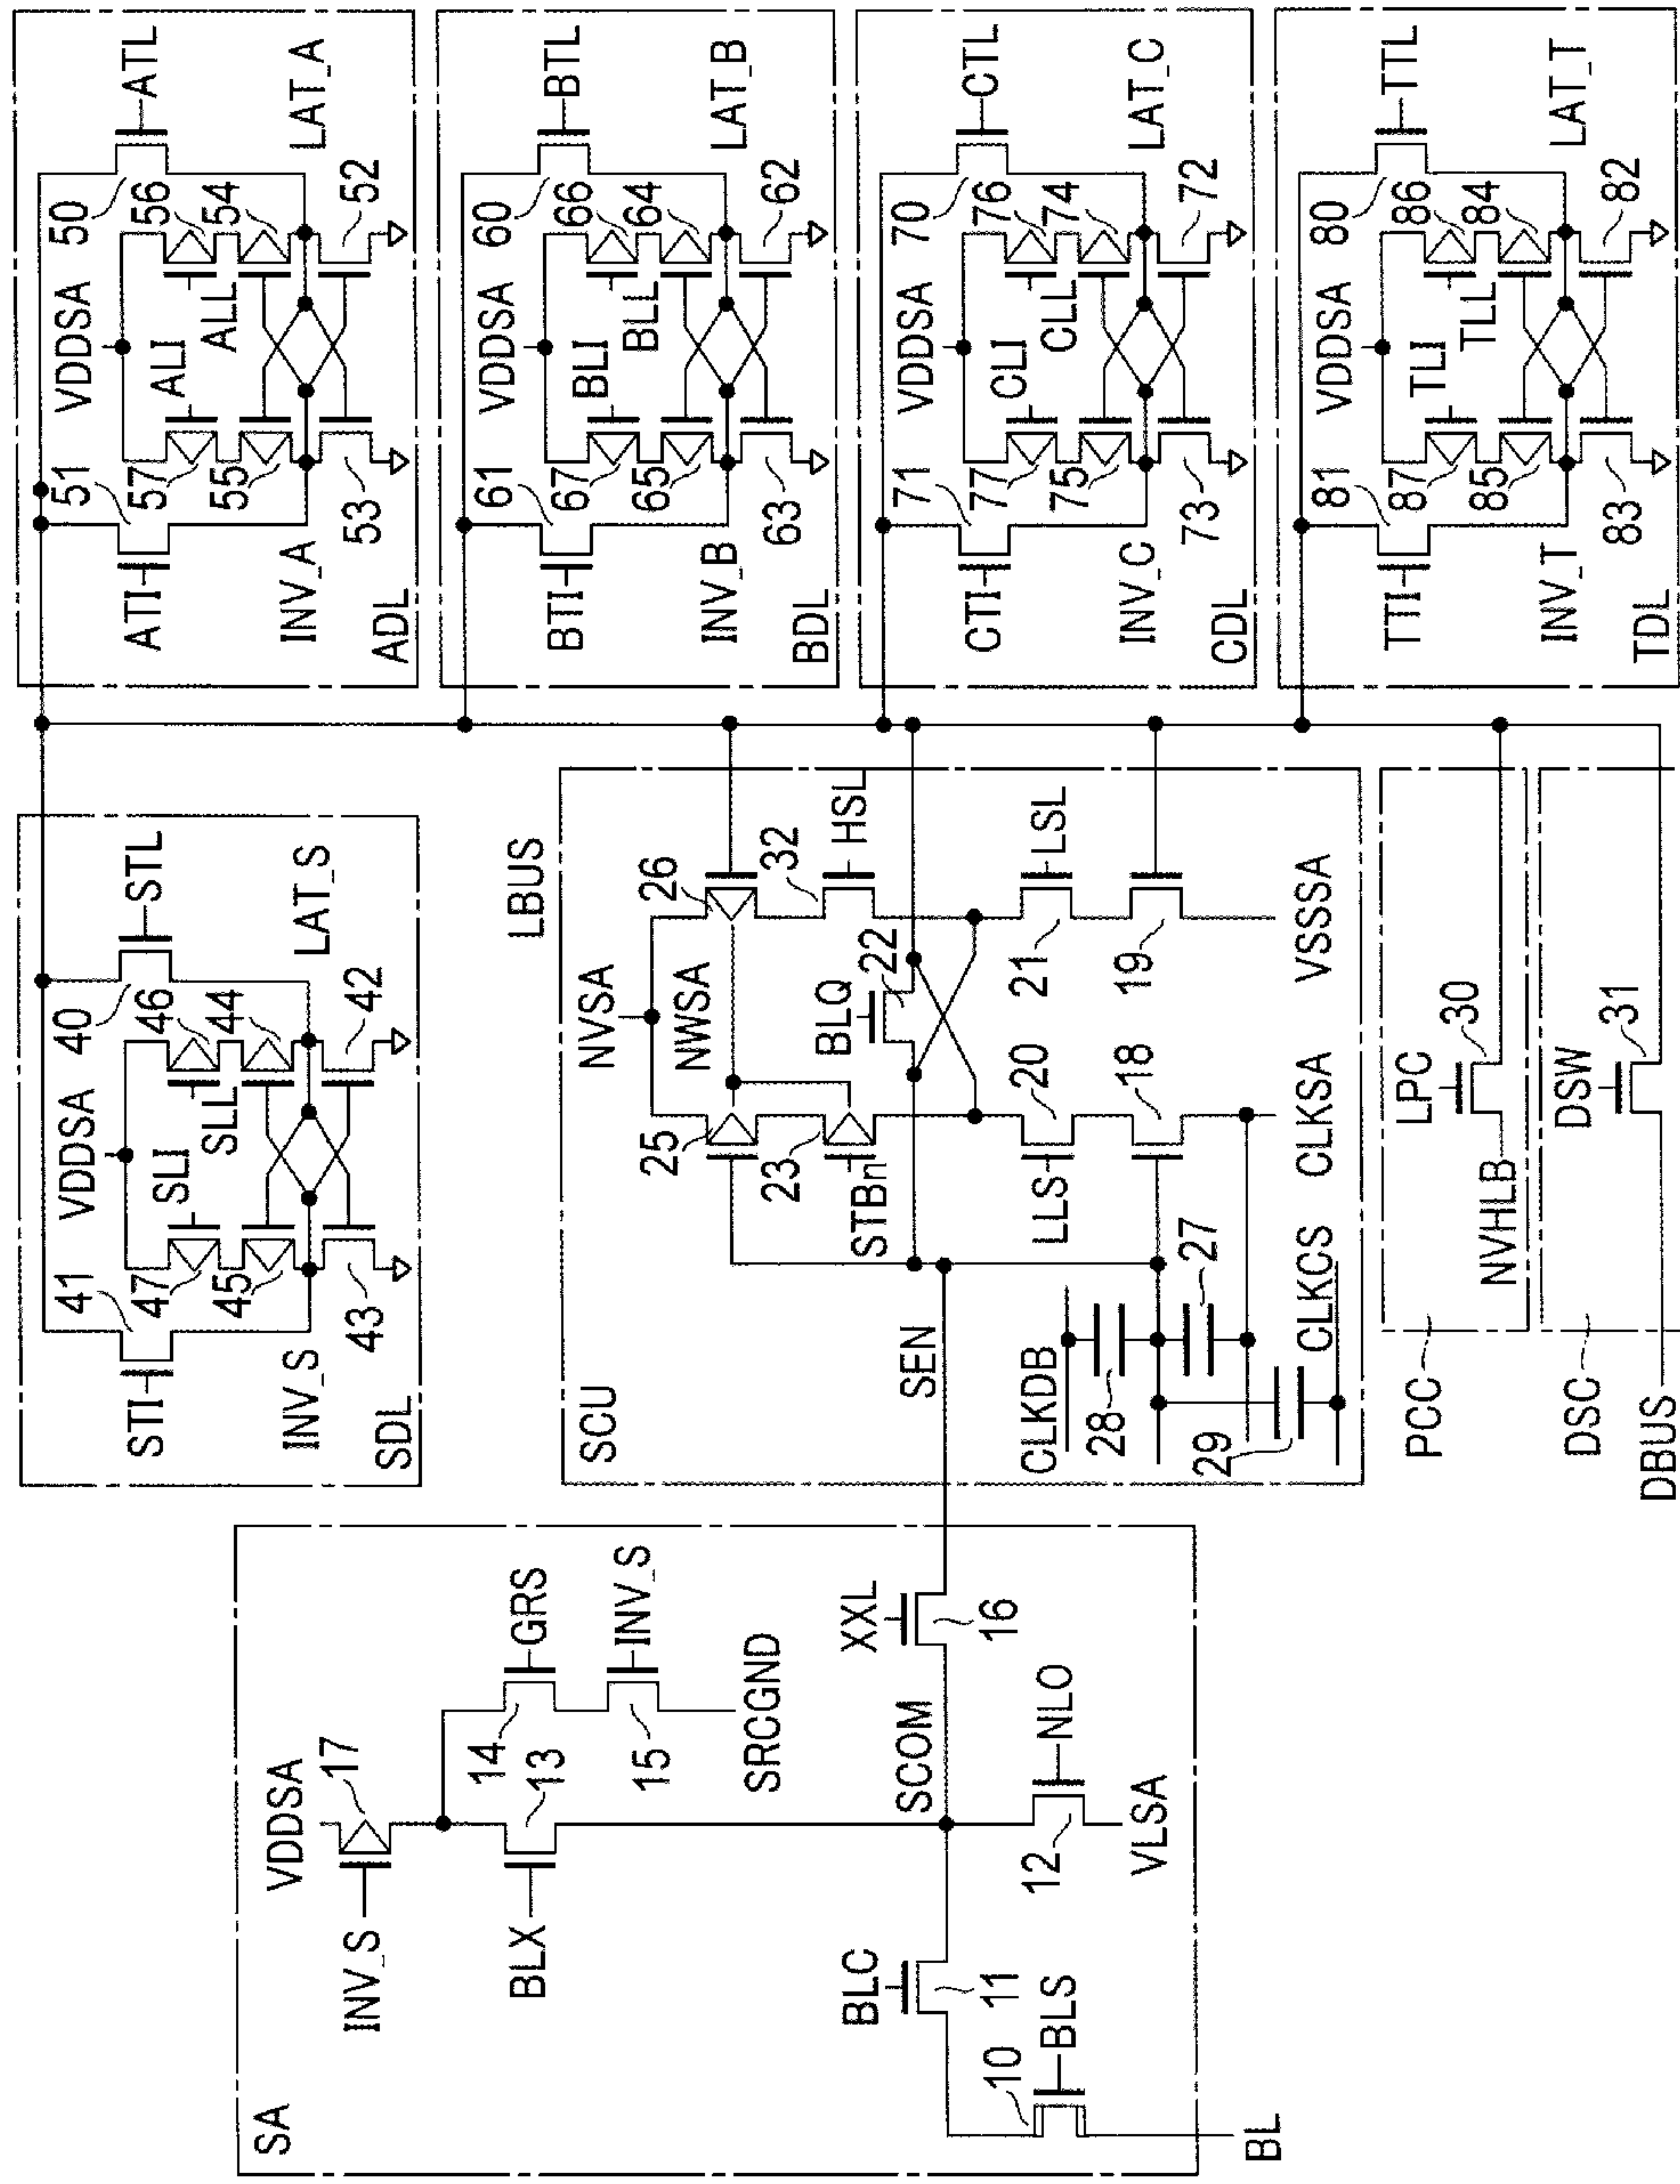 VDDSA
ATI
ATL
51
50
57
56
ALI
ALL
55
54
53
52
INV_A
LAT_A
ADL
VDDSA
BTI
BTL
61
60
67
66
BLI
BLL
65
64
63
62
INV_B
LAT_B
BDL
VDDSA
CTI
CTL
71
70
77
76
CLI
CLL
75
74
73
72
INV_C
LAT_C
CDL
VDDSA
TTI
TTL
81
80
87
86
TLI
TLL
85
84
83
82
INV_T
LAT_T
TDL
VDDSA
STI
STL
41
40
47
46
SLI
SLL
45
44
43
42
INV_S
LAT_S
SDL
LBUS
SCU
NVSA
NWSA
25
26
23
32
STBn
HSL
BLQ
22
SEN
LLS
20
21
LSL
18
19
CLKDB
28
27
29
CLKSA
VSSSA
CLKCS
PCC
LPC
30
NVHLB
DSC
DSW
31
DBUS
SA
VDDSA
INV_S
17
BLX
13
14
GRS
15
INV_S
SRCGND
BLC
11
SCOM
XXL
16
10
BLS
12
NLO
VLSA
BL